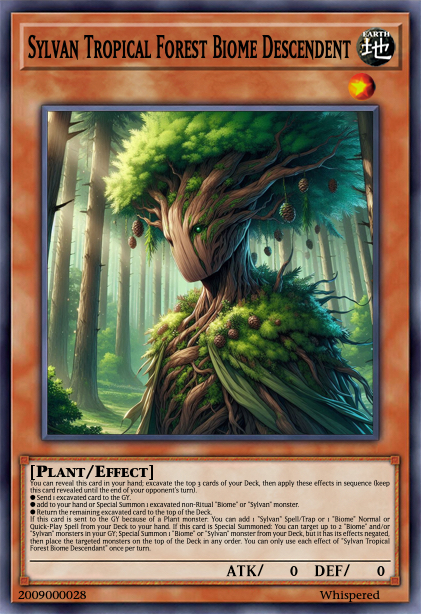 Sylvan Tropical Forest Biome Descendent
EARTH
地
[Plant/Effect]
You can reveal this card in your hand; excavate the top 3 cards of your Deck, then apply these effects in sequence (keep
this card revealed until the end of your opponent's turn).
●Send 1 excavated card to the GY.
●add to your hand or Special Summon 1 excavated non-Ritual "Biome" or "Sylvan" monster.
●Return the remaining excavated card to the top of the Deck.
If this card is sent to the GY because of a Plant monster: You can add 1 "Sylvan" Spell/Trap or 1 "Biome" Normal or
Quick-Play Spell from your Deck to your hand. If this card is Special Summoned: You can target up to 2 "Biome" and/or
"Sylvan" monsters in your GY; Special Summon 1 "Biome" or "Sylvan" monster from your Deck, but it has its effects negated,
then place the targeted monsters on the top of the Deck in any order. You can only use each effect of "Sylvan Tropical
Forest Biome Descendant" once per turn.
ATK/ 0 DEF/ 0
2009000028 Whispered